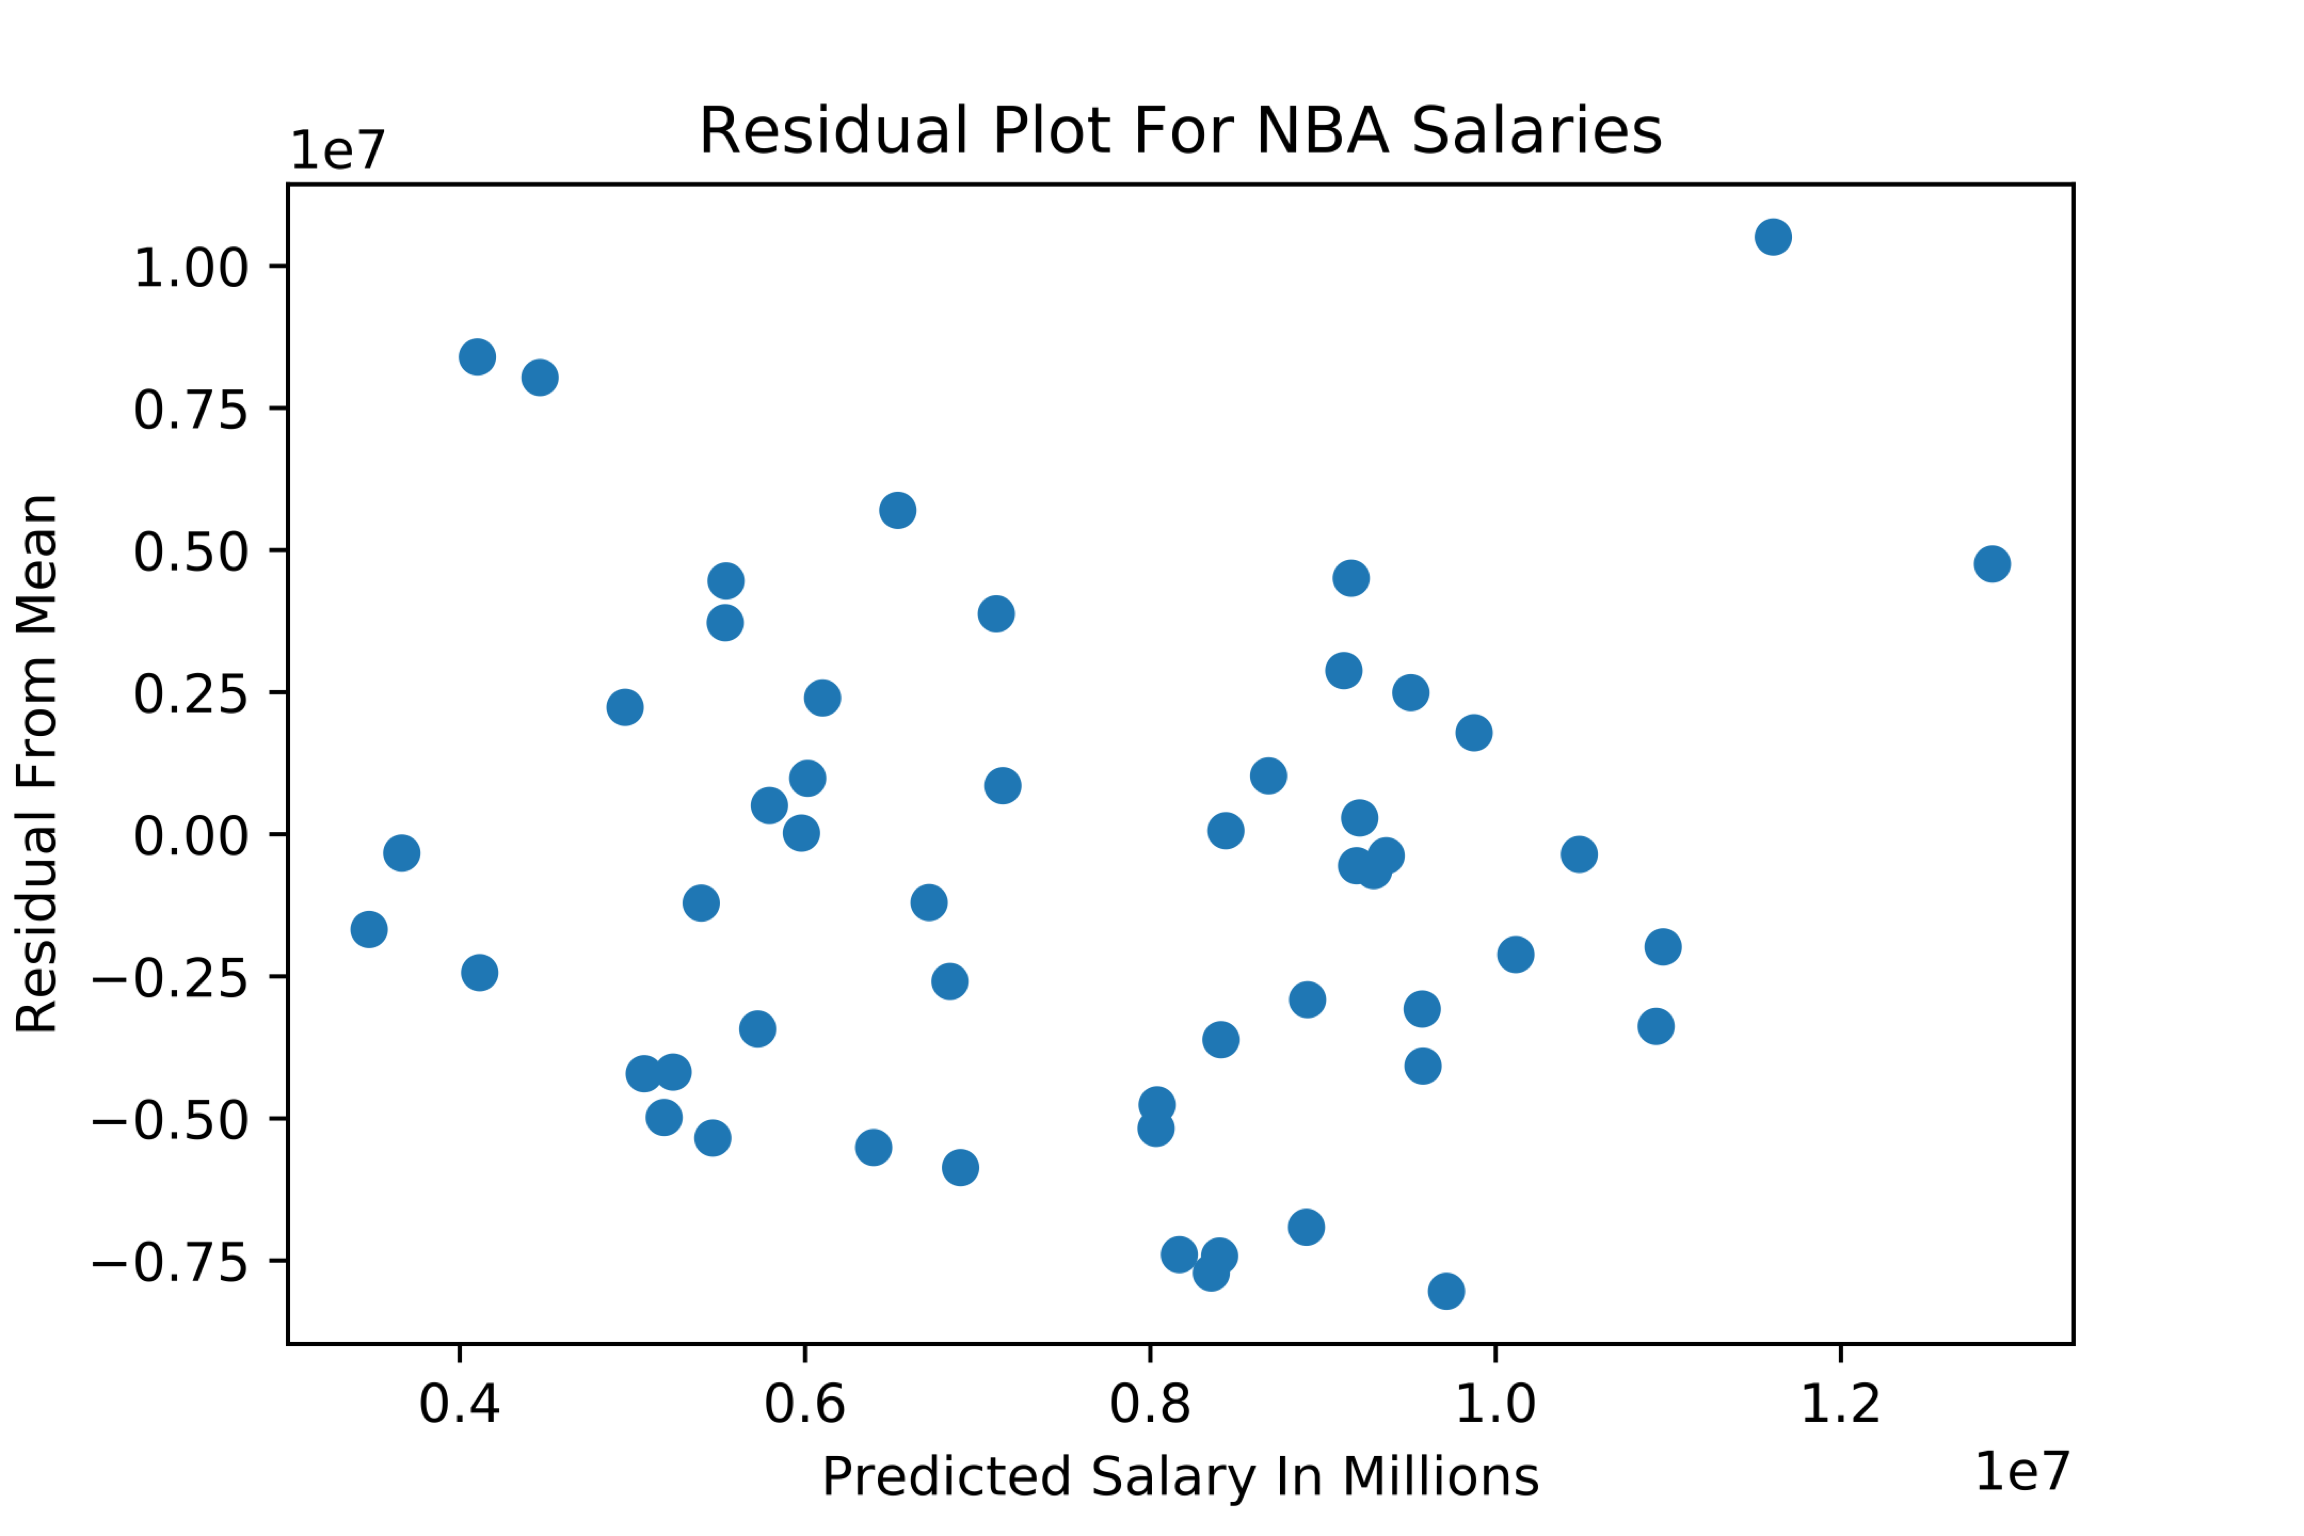 Residual Plot For NBA Salaries
1e7
1.00
0.75
0.50
0.25
0.00
−0.25
−0.50
−0.75
Residual From Mean
0.4 0.6 0.8 1.0 1.2
Predicted Salary In Millions
1e7